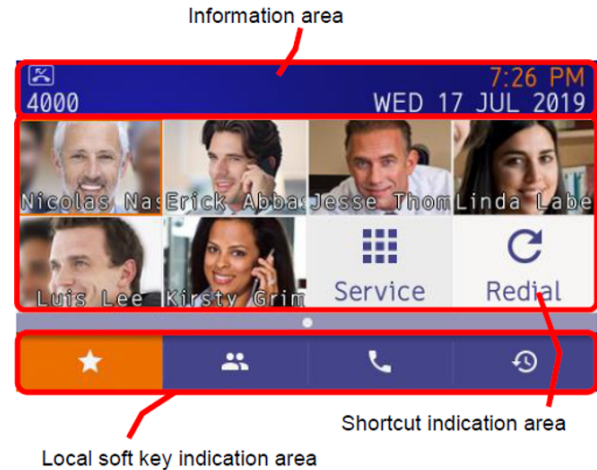 Information area
7:26 PM
4000 WED 17 JUL 2019
Nicolas Nas Erick Abbas Jesse Thom Linda Labe
Luis Lee Kirsty Grim Service Redial
Shortcut indication area
Local soft key indication area